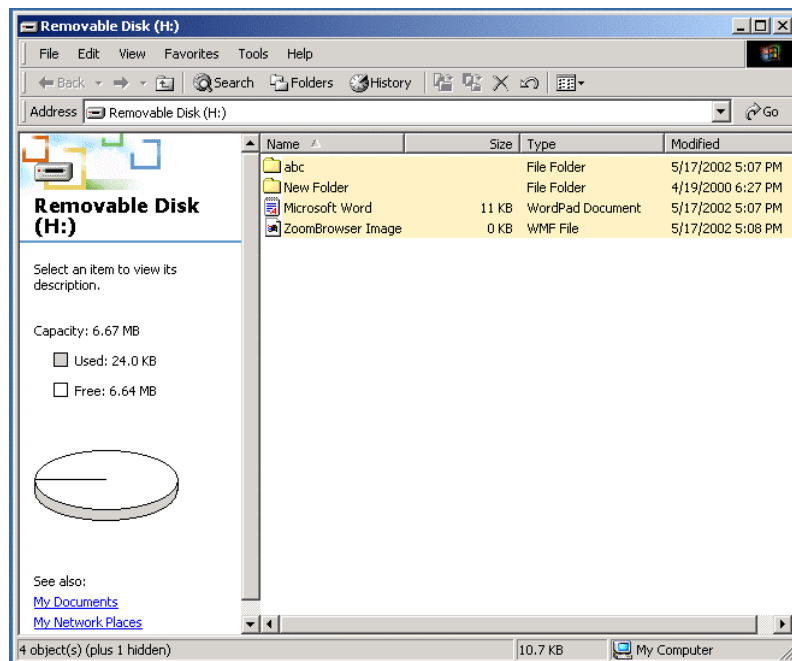 Removable Disk (H:)
File Edit View Favorites Tools Help
Back Search Folders History
Address Removable Disk (H:) Go
Name Size Type Modified
abc File Folder 5/17/2002 5:07 PM
New Folder File Folder 4/19/2000 6:27 PM
Microsoft Word 11 KB WordPad Document 5/17/2002 5:07 PM
ZoomBrowser Image 0 KB WMF File 5/17/2002 5:08 PM
Removable Disk
(H:)
Select an item to view its
description.
Capacity: 6.67 MB
Used: 24.0 KB
Free: 6.64 MB
See also:
My Documents
My Network Places
4 object(s) (plus 1 hidden) 10.7 KB My Computer